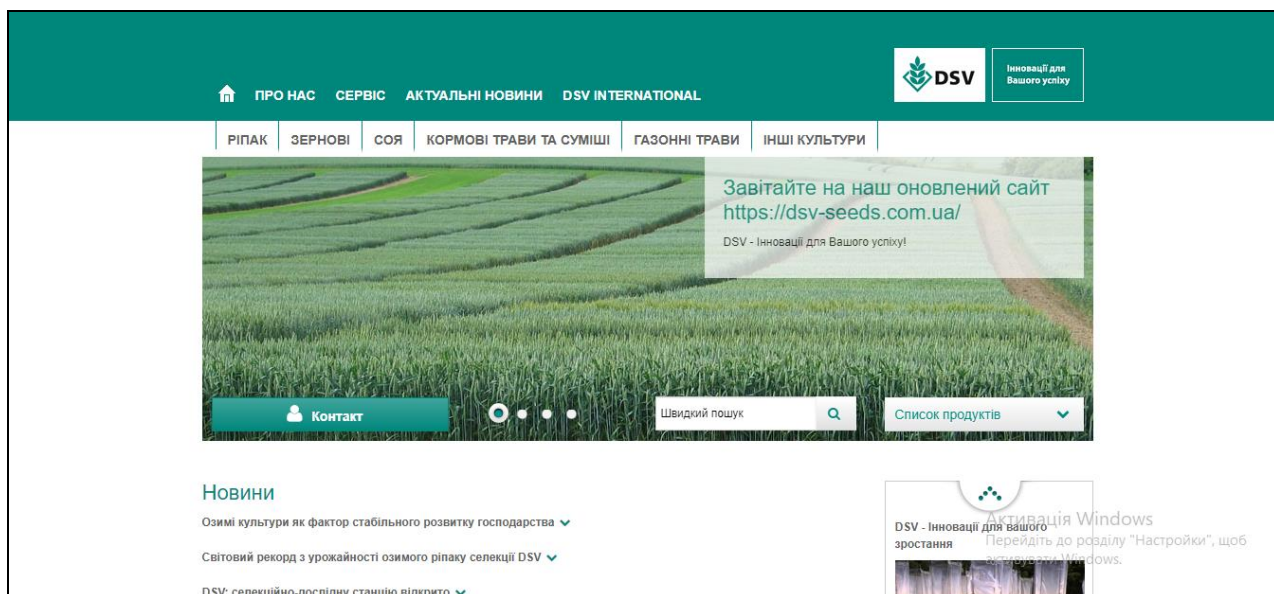 DSV
Інновації для
Вашого успіху
ПРО НАС СЕРВІС АКТУАЛЬНІ НОВИНИ DSV INTERNATIONAL
РІПАК ЗЕРНОВІ СОЯ КОРМОВІ ТРАВИ ТА СУМІШІ ГАЗОННІ ТРАВИ ІНШІ КУЛЬТУРИ
Завітайте на наш оновлений сайт
https://dsv-seeds.com.ua/
DSV - Інновації для Вашого успіху!
Контакт Швидкий пошук Список продуктів
Новини
Озимі культури як фактор стабільного розвитку господарства
Світовий рекорд з урожайності озимого ріпаку селекції DSV
DSV: селекційно-дослідну станцію відкрито
DSV - Інновації для вашого
зростання
Активація Windows
Перейдіть до розділу "Настройки", щоб
активувати Windows.